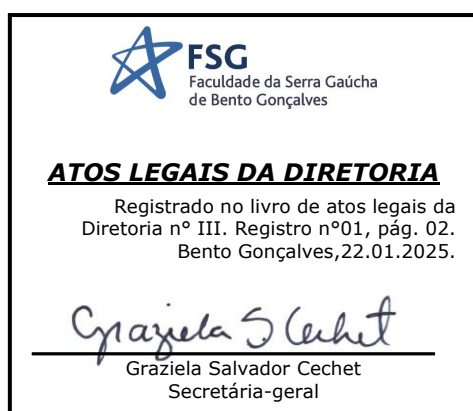 FSG
Faculdade da Serra Gaúcha
de Bento Gonçalves
ATOS LEGAIS DA DIRETORIA
Registrado no livro de atos legais da
Diretoria n° III. Registro n°01, pág. 02.
Bento Gonçalves,22.01.2025.
Graziela S Cechet
Graziela Salvador Cechet
Secretária-geral